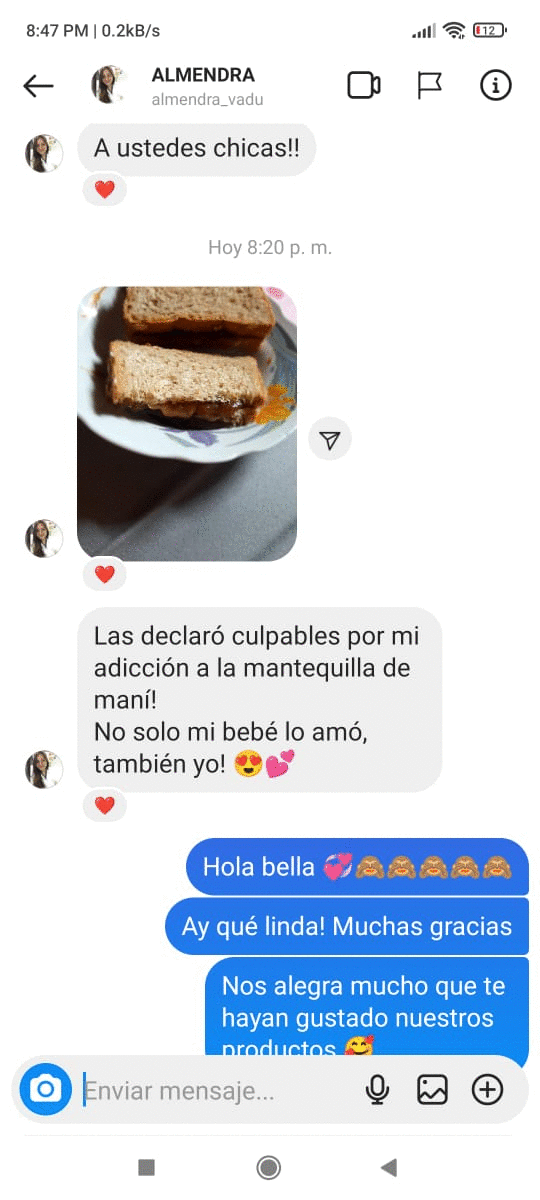 8:47 PM | 0.2kB/s
12
ALMENDRA
almendra_vadu
A ustedes chicas!!
❤️
Hoy 8:20 p. m.
❤️
Las declaró culpables por mi
adicción a la mantequilla de
maní!
No solo mi bebé lo amó,
también yo! 😍💕
❤️
Hola bella 💞🙈🙈🙈🙈🙈
Ay qué linda! Muchas gracias
Nos alegra mucho que te
hayan gustado nuestros
productos 🥰
Enviar mensaje...